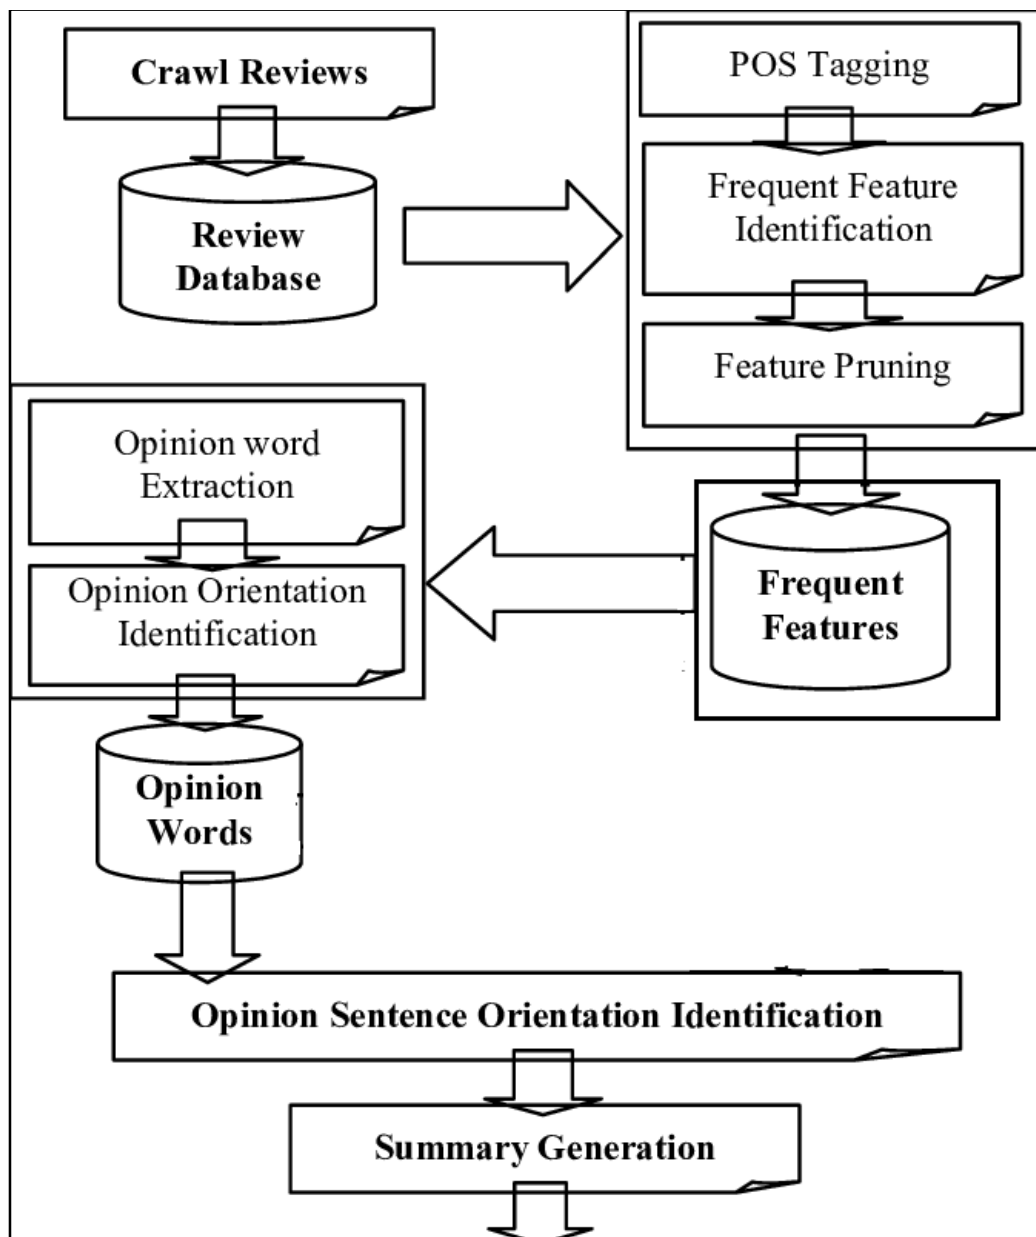 Crawl Reviews
Review
Database
POS Tagging
Frequent Feature
Identification
Feature Pruning
Frequent
Features
Opinion word
Extraction
Opinion Orientation
Identification
Opinion
Words
Opinion Sentence Orientation Identification
Summary Generation